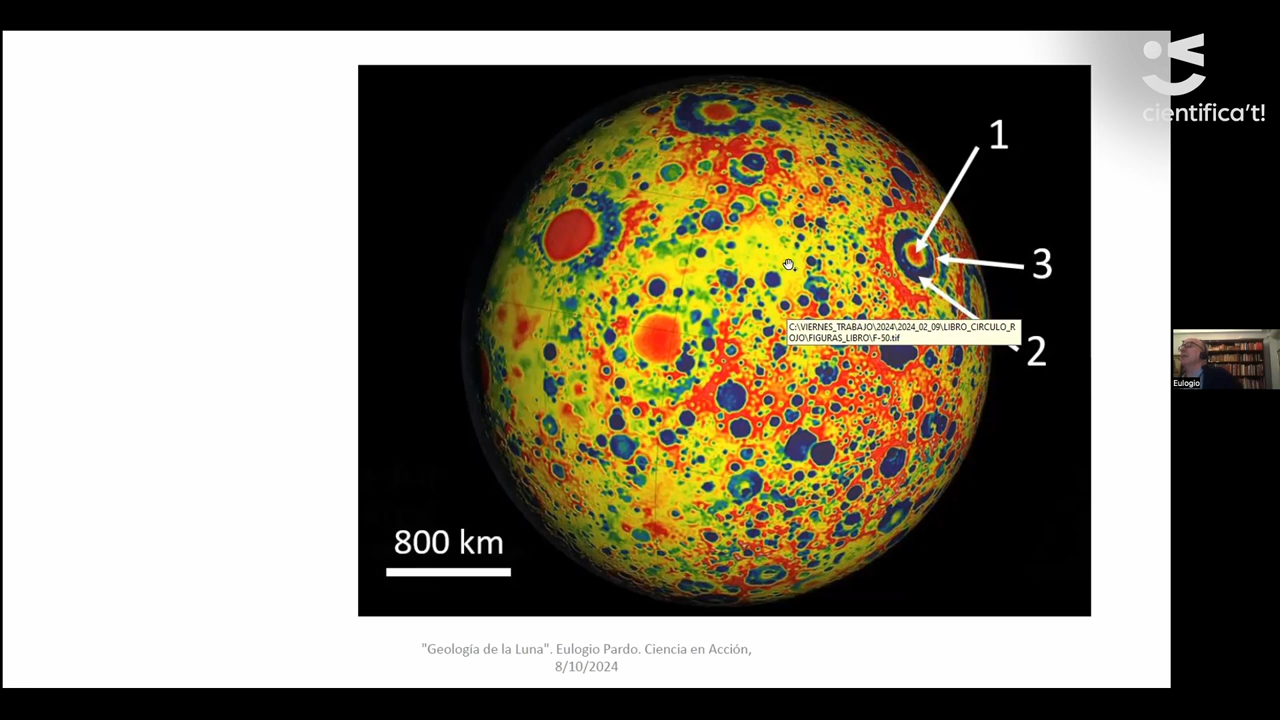 cientifica't!
1
3
C:\VIERNES_TRABAJO\2024\2024_02_09\LIBRO_CIRCULO_R
OJO\FIGURAS_LIBRO\F-50.tif
2
Eulogio
800 km
"Geología de la Luna". Eulogio Pardo. Ciencia en Acción,
8/10/2024